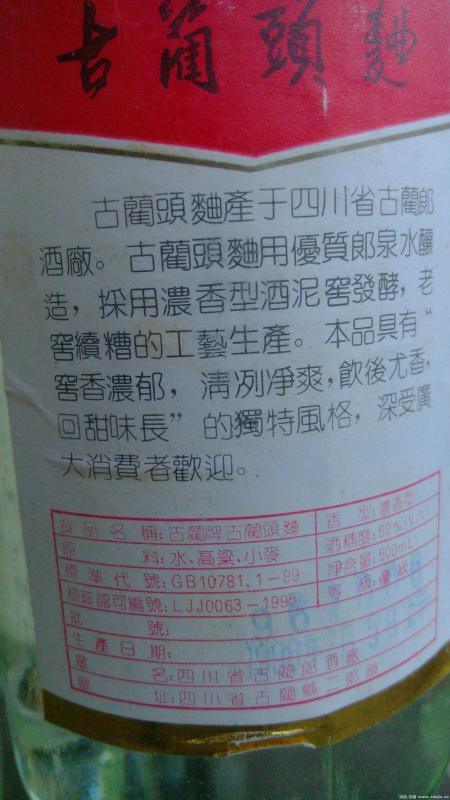 古藺頭麯
古藺頭麯產于四川省古藺郎
酒廠。古藺頭麯用優質郎泉水釀
造，採用濃香型酒泥窖發酵，老
窖續糟的工藝生產。本品具有“
窖香濃郁，清冽凈爽，飲後尤香，
回甜味長”的獨特風格，深受廣
大消費者歡迎。
食品名稱：古藺牌古藺頭麯 香型：濃香型
原料：水、高粱、小麥 酒精度：52%(V/V)
標準代號：GB10781.1-89 净含量：500mL
標簽認可編號：LJJ0063-1995 等級：優級
批號：
生產日期：
廠名：四川省古藺郎酒廠
廠址：四川省古藺縣二郎